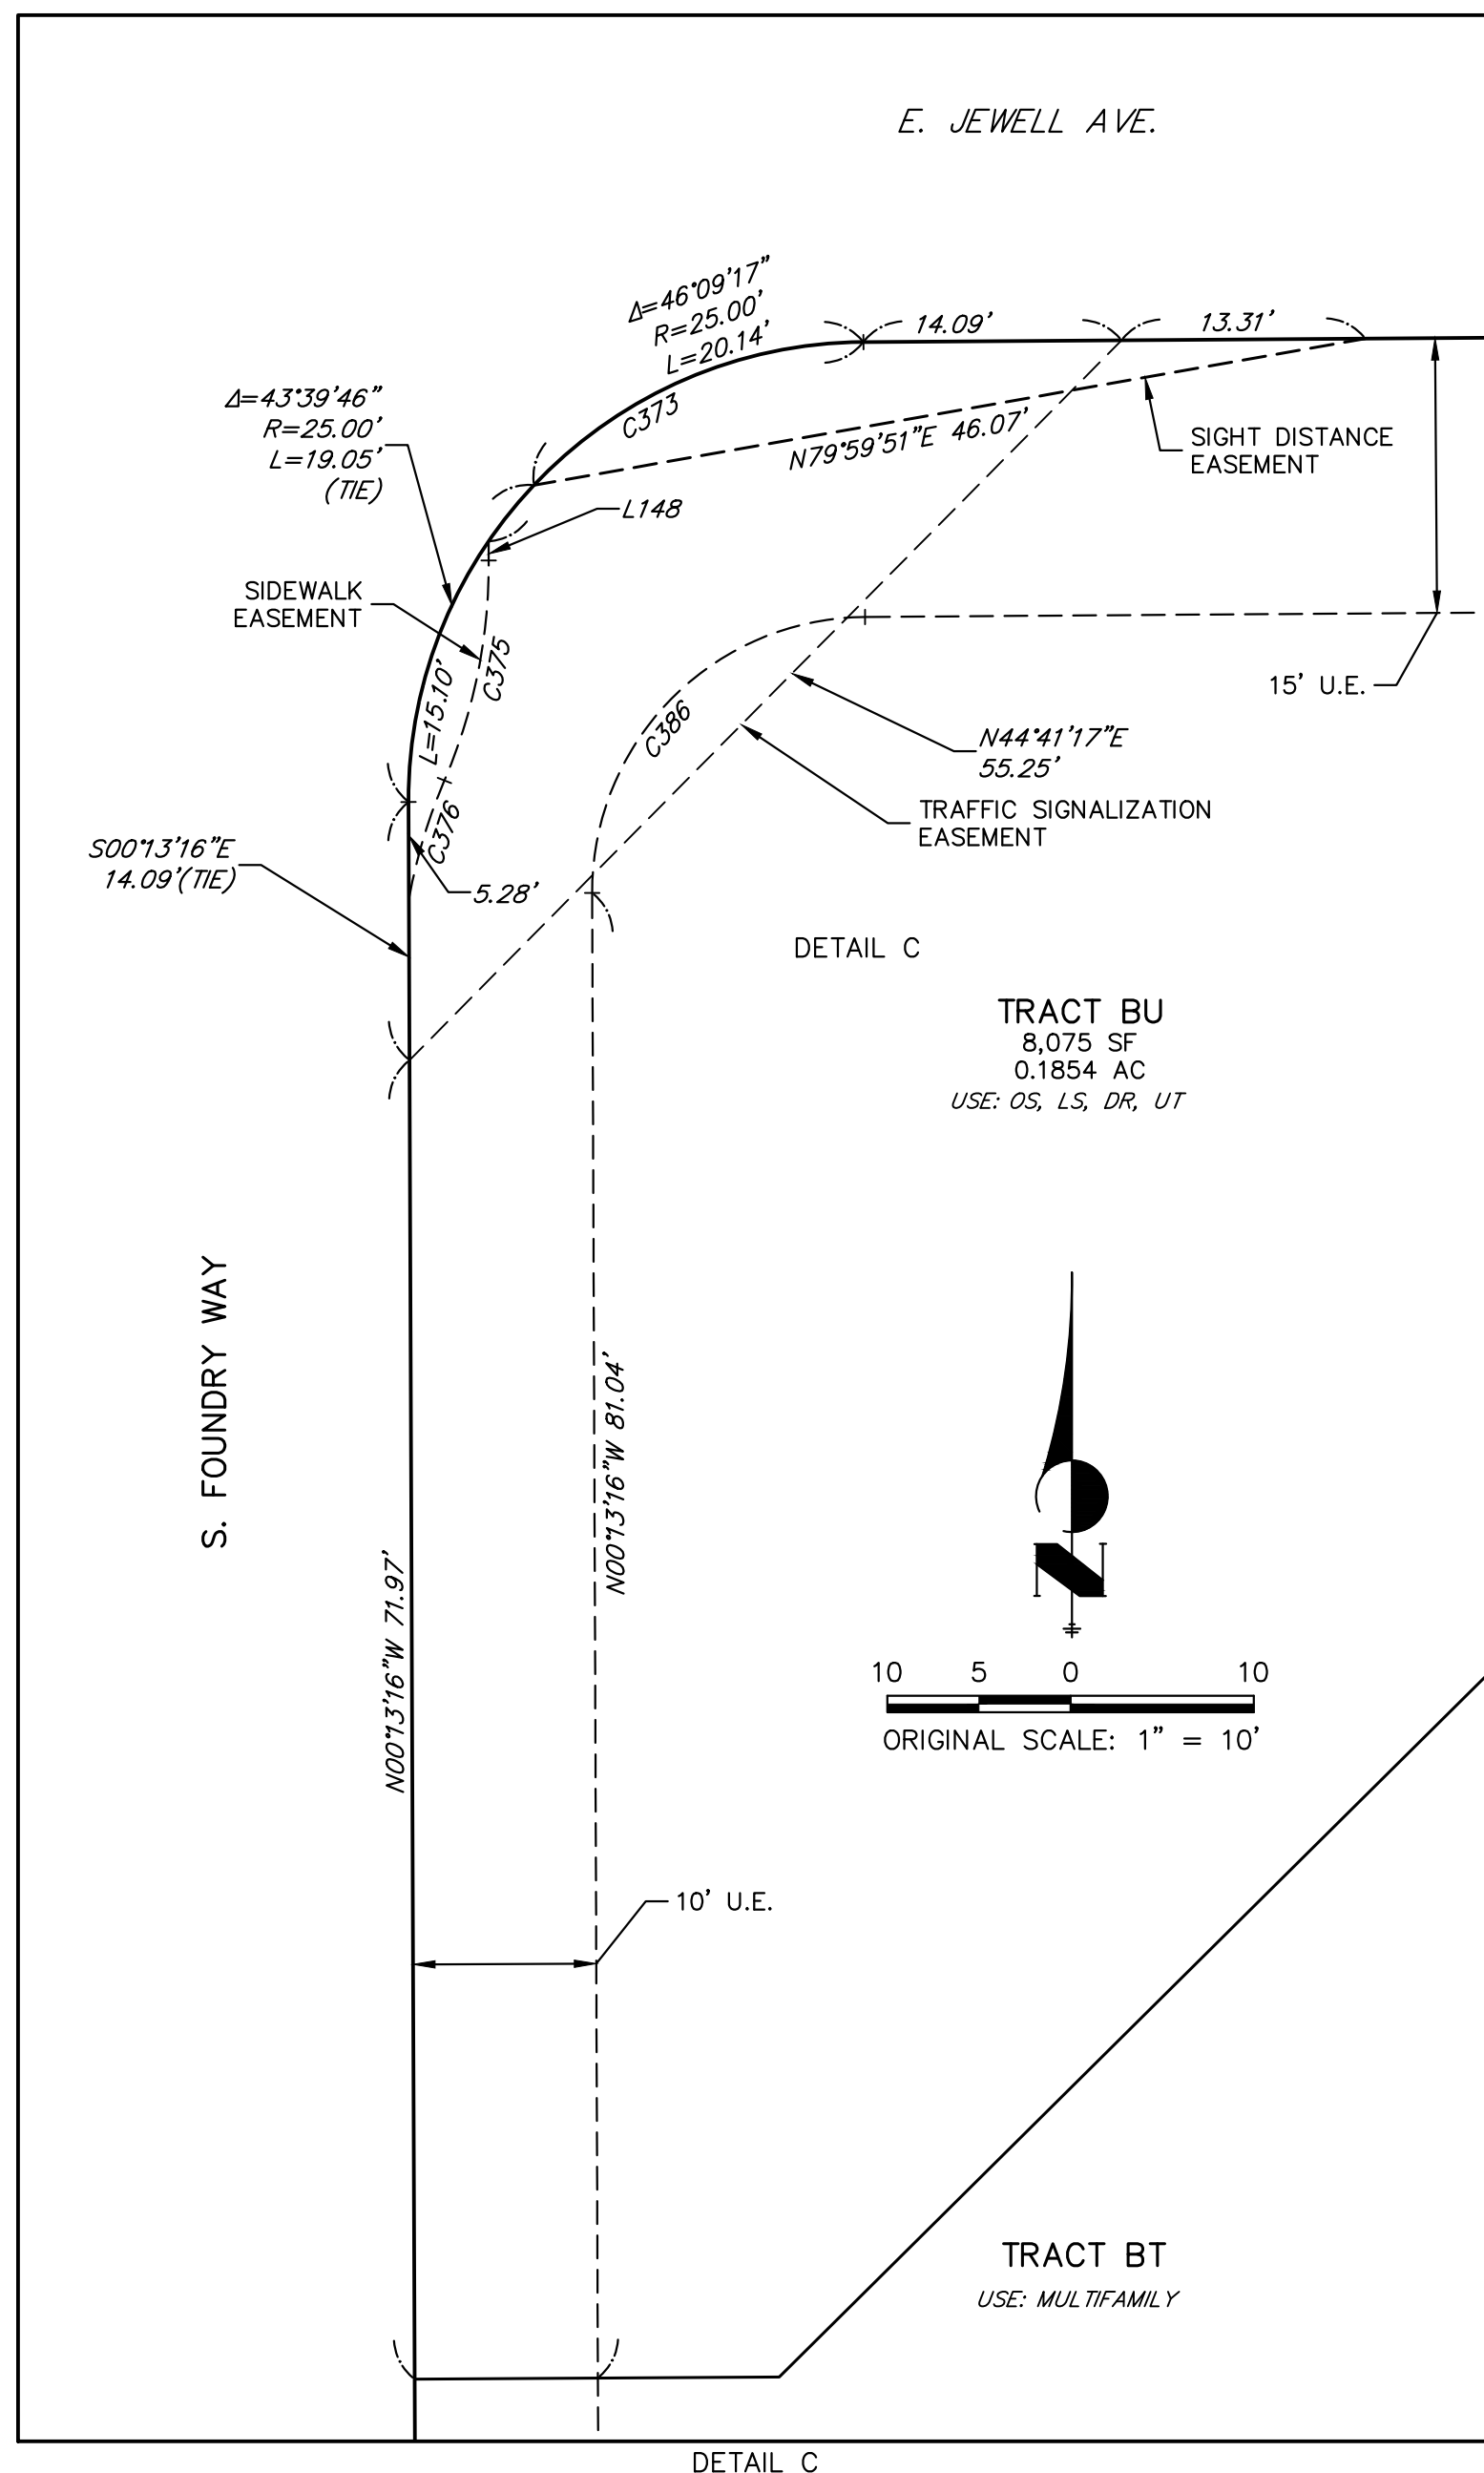 E. JEWELL AVE.
Δ=46°09'17"
R=25.00'
L=20.14'
14.09'
13.31'
Δ=43°39'46"
R=25.00'
L=19.05'
(TIE)
C373
N79°59'51"E 46.07'
SIGHT DISTANCE
EASEMENT
L148
SIDEWALK
EASEMENT
C375
L=15.10'
15' U.E.
C386
N44°41'17"E
55.25'
TRAFFIC SIGNALIZATION
EASEMENT
C376
S00°13'16"E
14.09'(TIE)
5.28'
DETAIL C
TRACT BU
8,075 SF
0.1854 AC
USE: OS, LS, DR, UT
S. FOUNDRY WAY
N00°13'16"W 81.04'
N00°13'16"W 71.97'
N
10 5 0 10
ORIGINAL SCALE: 1" = 10'
10' U.E.
TRACT BT
USE: MULTIFAMILY
DETAIL C